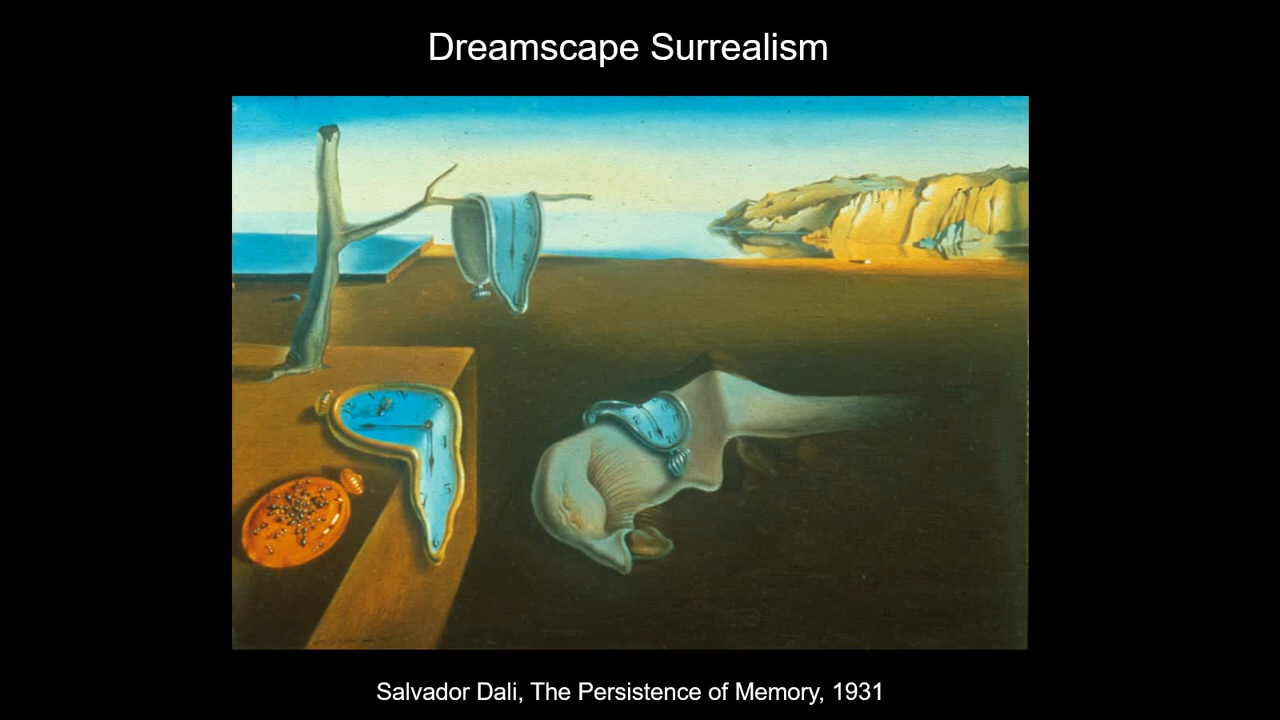 Dreamscape Surrealism
Salvador Dali, The Persistence of Memory, 1931